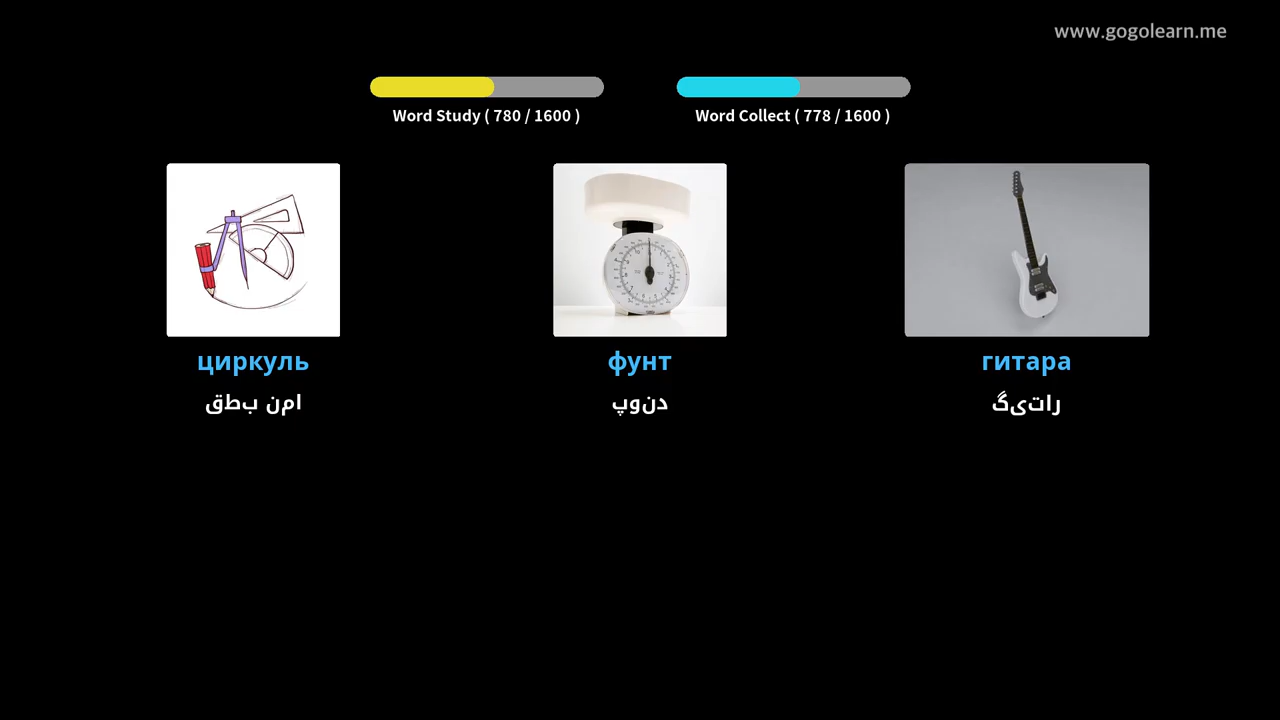 www.gogolearn.me
Word Study ( 780 / 1600 )
Word Collect ( 778 / 1600 )
циркуль
фунт
гитара
امن بطق
دنوپ
راتیگ